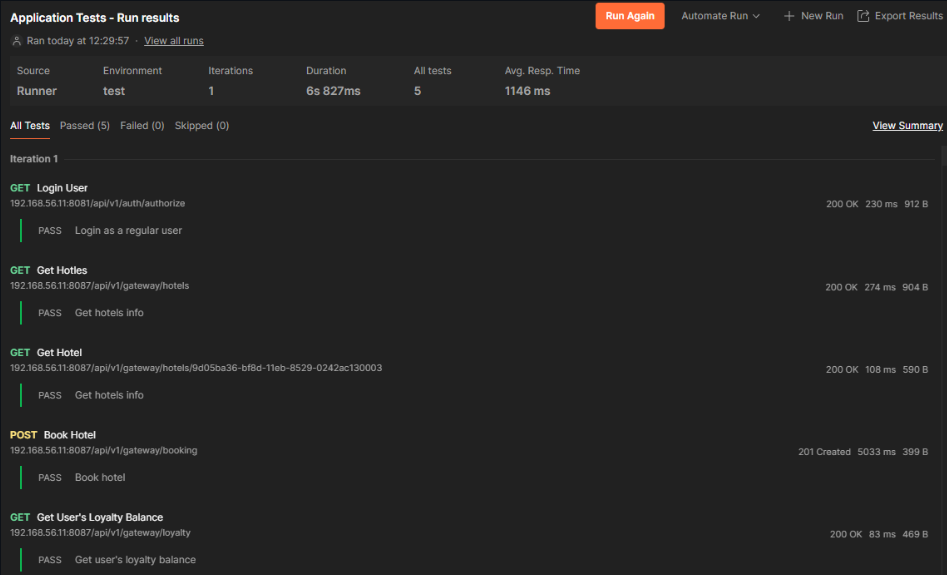 Application Tests - Run results
Run Again
Automate Run
New Run
Export Results
Ran today at 12:29:57 · View all runs
Source Environment Iterations Duration All tests Avg. Resp. Time
Runner test 1 6s 827ms 5 1146 ms
All Tests Passed (5) Failed (0) Skipped (0) View Summary
Iteration 1
GET Login User
192.168.56.11:8081/api/v1/auth/authorize 200 OK 230 ms 912 B
PASS Login as a regular user
GET Get Hotles
192.168.56.11:8087/api/v1/gateway/hotels 200 OK 274 ms 904 B
PASS Get hotels info
GET Get Hotel
192.168.56.11:8087/api/v1/gateway/hotels/9d05ba36-bf8d-11eb-8529-0242ac130003 200 OK 108 ms 590 B
PASS Get hotels info
POST Book Hotel
192.168.56.11:8087/api/v1/gateway/booking 201 Created 5033 ms 399 B
PASS Book hotel
GET Get User's Loyalty Balance
192.168.56.11:8087/api/v1/gateway/loyalty 200 OK 83 ms 469 B
PASS Get user's loyalty balance